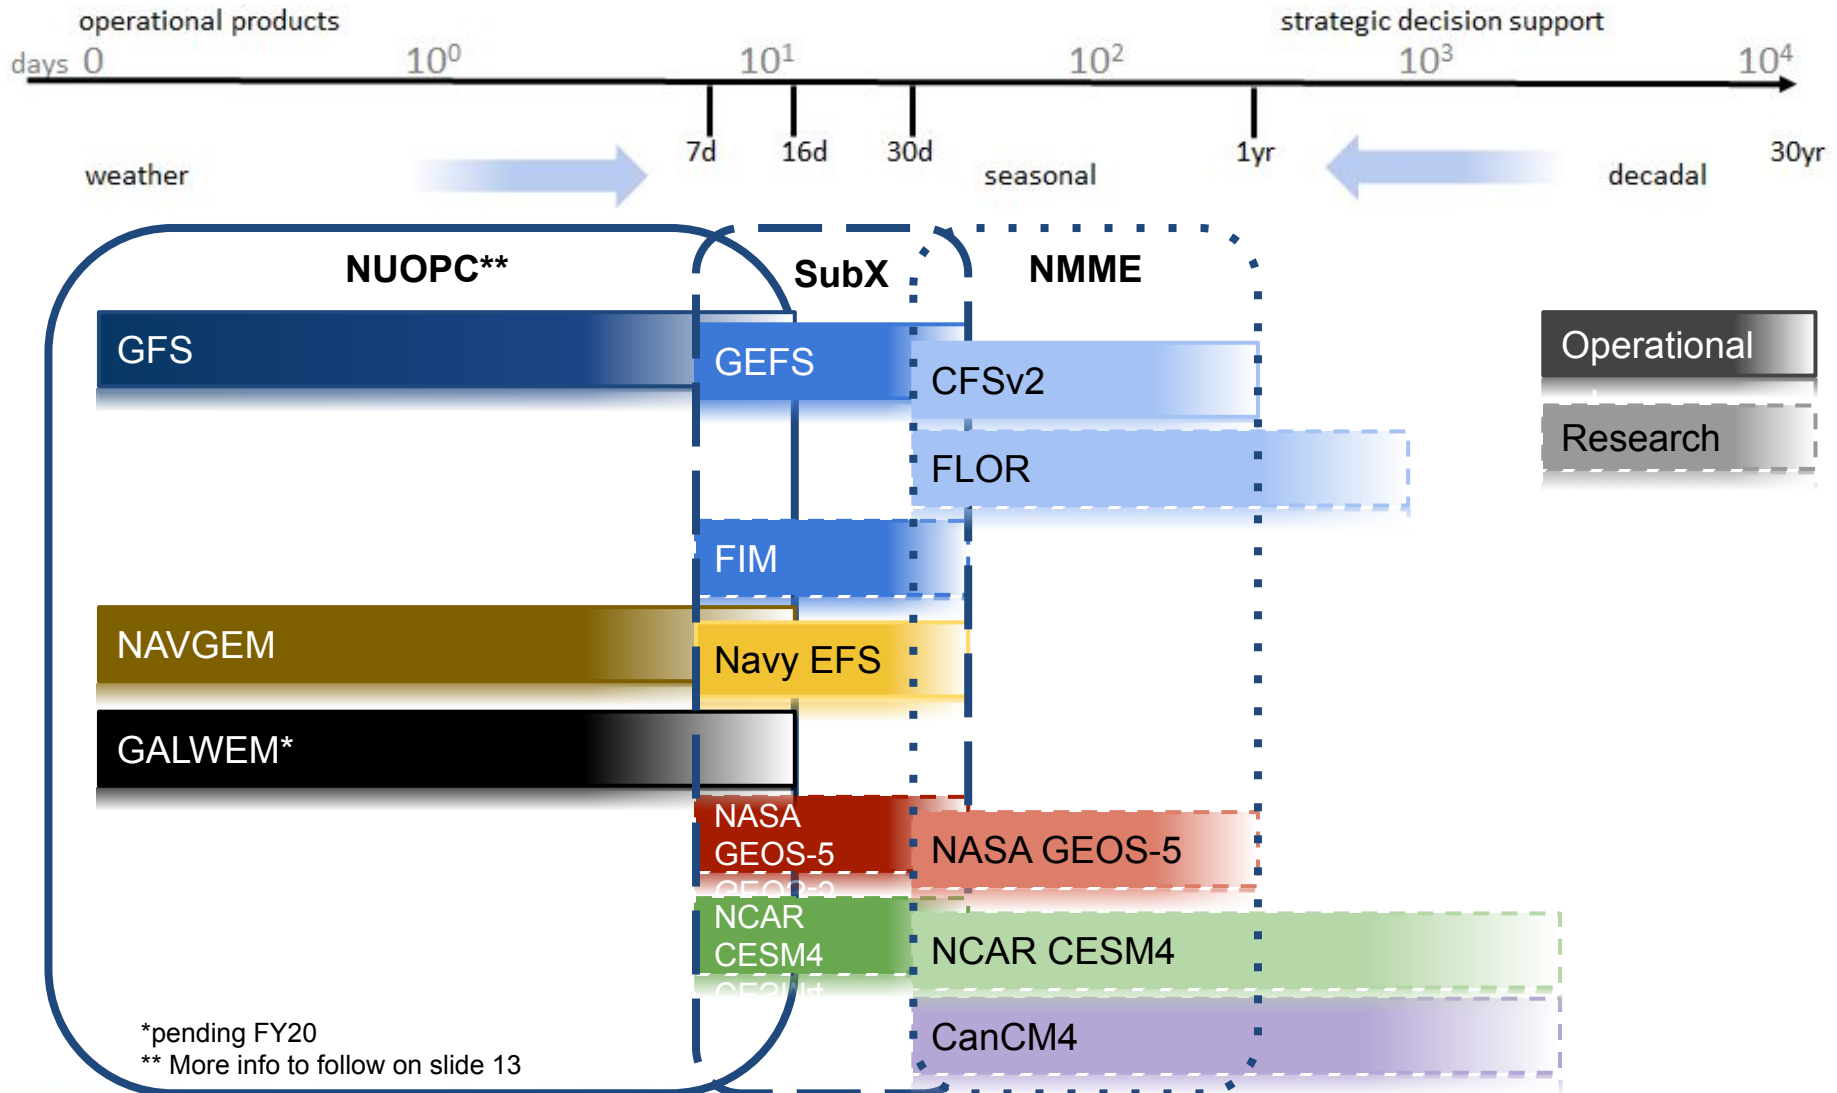 operational products
strategic decision support
days 0 10⁰ 10¹ 10² 10³ 10⁴
7d 16d 30d 1yr 30yr
weather seasonal decadal
NUOPC** SubX NMME
GFS
GEFS
CFSv2
Operational
FLOR
Research
FIM
NAVGEM
Navy EFS
GALWEM*
NASA
GEOS-5
NASA GEOS-5
NCAR
CESM4
NCAR CESM4
CanCM4
*pending FY20
** More info to follow on slide 13